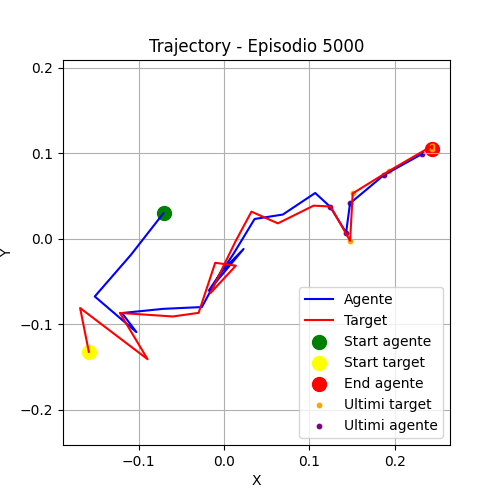 Trajectory - Episodio 5000
0.2
0.1
0.0
−0.1
−0.2
Y
−0.1
0.0
0.1
0.2
X
Agente
Target
Start agente
Start target
End agente
Ultimi target
Ultimi agente